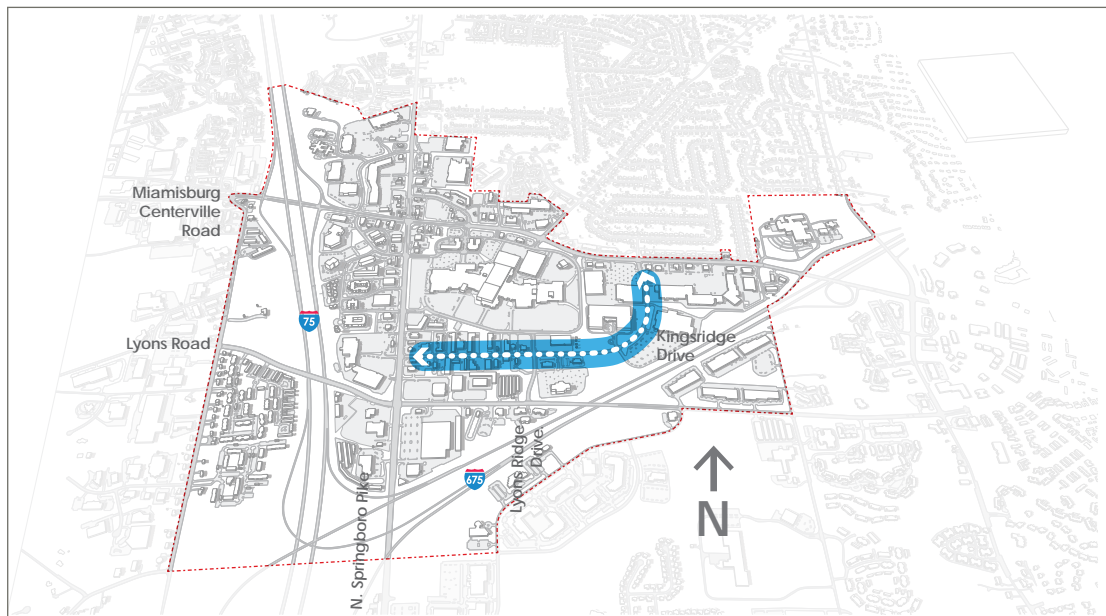 Miamisburg
Centerville
Road
75
Lyons Road
Kingsridge
Drive
675
Lyons Ridge
Drive
N. Springboro Pike
N